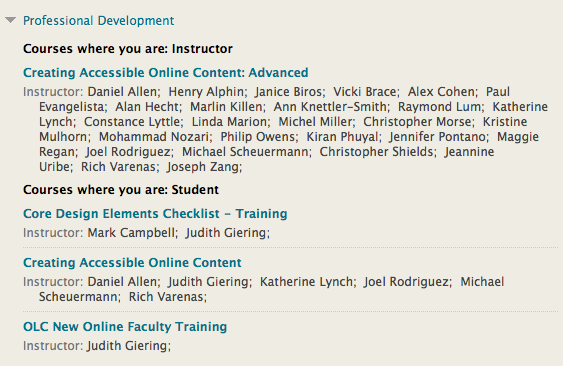 Professional Development
Courses where you are: Instructor
Creating Accessible Online Content: Advanced
Instructor: Daniel Allen; Henry Alphin; Janice Biros; Vicki Brace; Alex Cohen; Paul
Evangelista; Alan Hecht; Marlin Killen; Ann Knettler-Smith; Raymond Lum; Katherine
Lynch; Constance Lyttle; Linda Marion; Michel Miller; Christopher Morse; Kristine
Mulhorn; Mohammad Nozari; Philip Owens; Kiran Phuyal; Jennifer Pontano; Maggie
Regan; Joel Rodriguez; Michael Scheuermann; Christopher Shields; Jeannine
Uribe; Rich Varenas; Joseph Zang;
Courses where you are: Student
Core Design Elements Checklist - Training
Instructor: Mark Campbell; Judith Giering;
Creating Accessible Online Content
Instructor: Daniel Allen; Judith Giering; Katherine Lynch; Joel Rodriguez; Michael
Scheuermann; Rich Varenas;
OLC New Online Faculty Training
Instructor: Judith Giering;